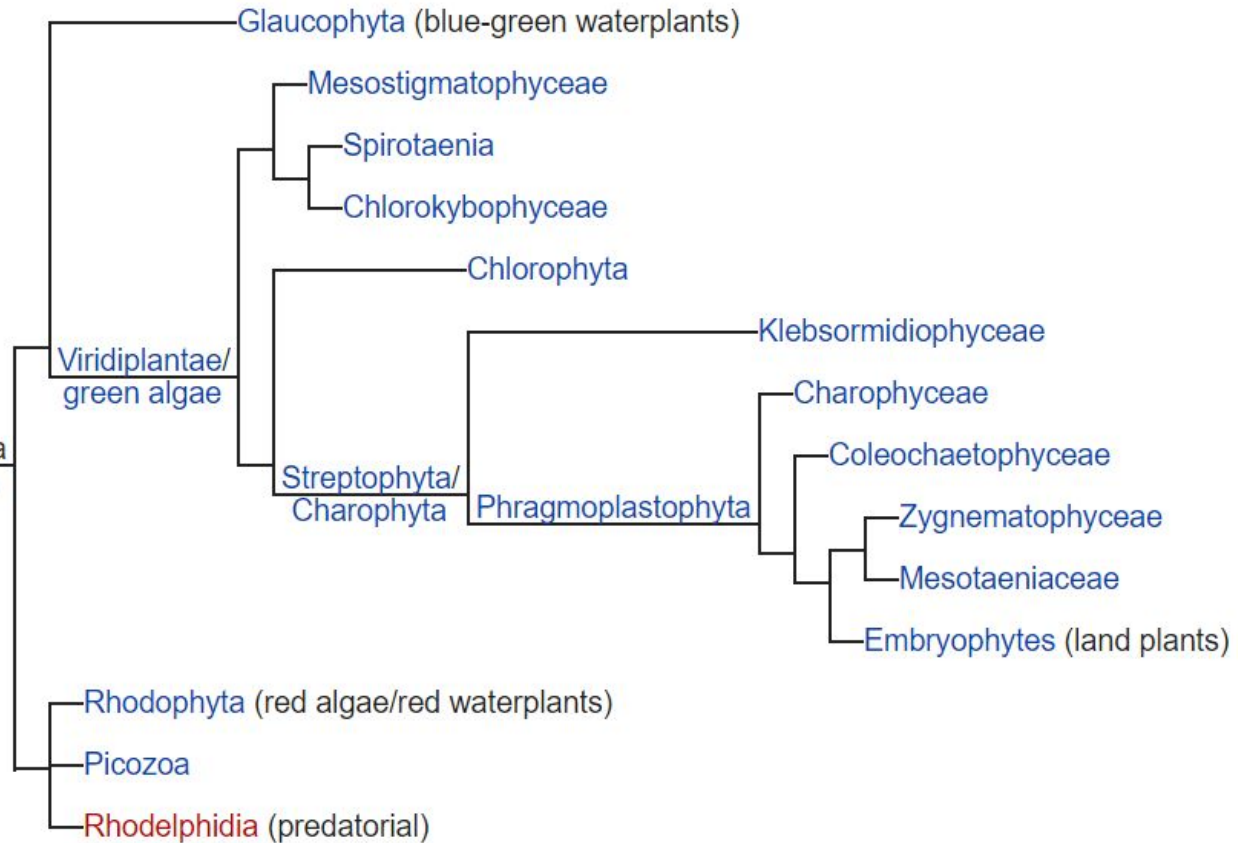 Glaucophyta (blue-green waterplants)
Mesostigmatophyceae
Spirotaenia
Chlorokybophyceae
Chlorophyta
Klebsormidiophyceae
Viridiplantae/
green algae
Charophyceae
a
Coleochaetophyceae
Streptophyta/
Charophyta
Phragmoplastophyta
Zygnematophyceae
Mesotaeniaceae
Embryophytes (land plants)
Rhodophyta (red algae/red waterplants)
Picozoa
Rhodelphidia (predatorial)